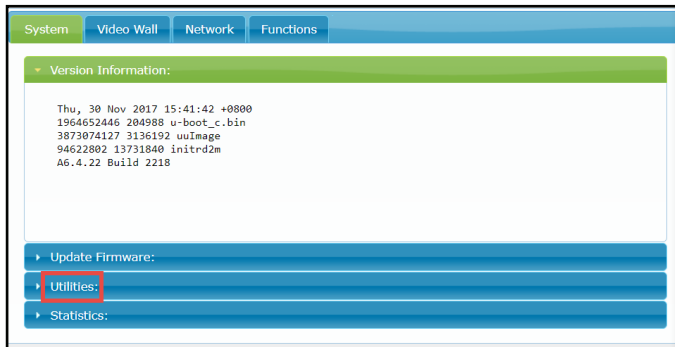 System Video Wall Network Functions
Version Information:
Thu, 30 Nov 2017 15:41:42 +0800
1964652446 204988 u-boot_c.bin
3873074127 3136192 uuImage
94622802 13731840 initrd2m
A6.4.22 Build 2218
Update Firmware:
Utilities:
Statistics: